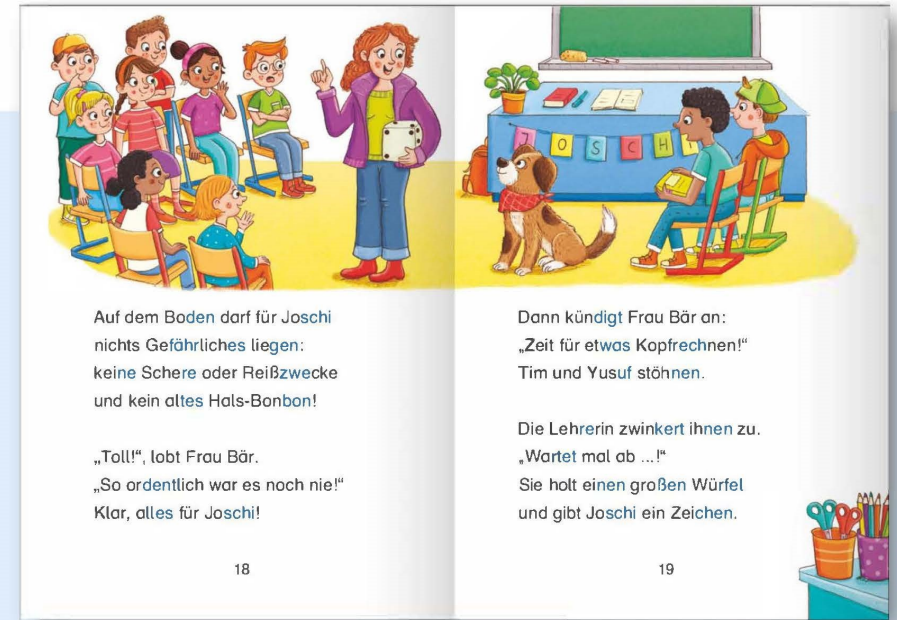 JOSCHI
Auf dem Boden darf für Joschi
nichts Gefährliches liegen:
keine Schere oder Reißzwecke
und kein altes Hals-Bonbon!
„Toll!“, lobt Frau Bär.
„So ordentlich war es noch nie!“
Klar, alles für Joschi!
18
Dann kündigt Frau Bär an:
„Zeit für etwas Kopfrechnen!“
Tim und Yusuf stöhnen.
Die Lehrerin zwinkert ihnen zu.
„Wartet mal ab ...!“
Sie holt einen großen Würfel
und gibt Joschi ein Zeichen.
19